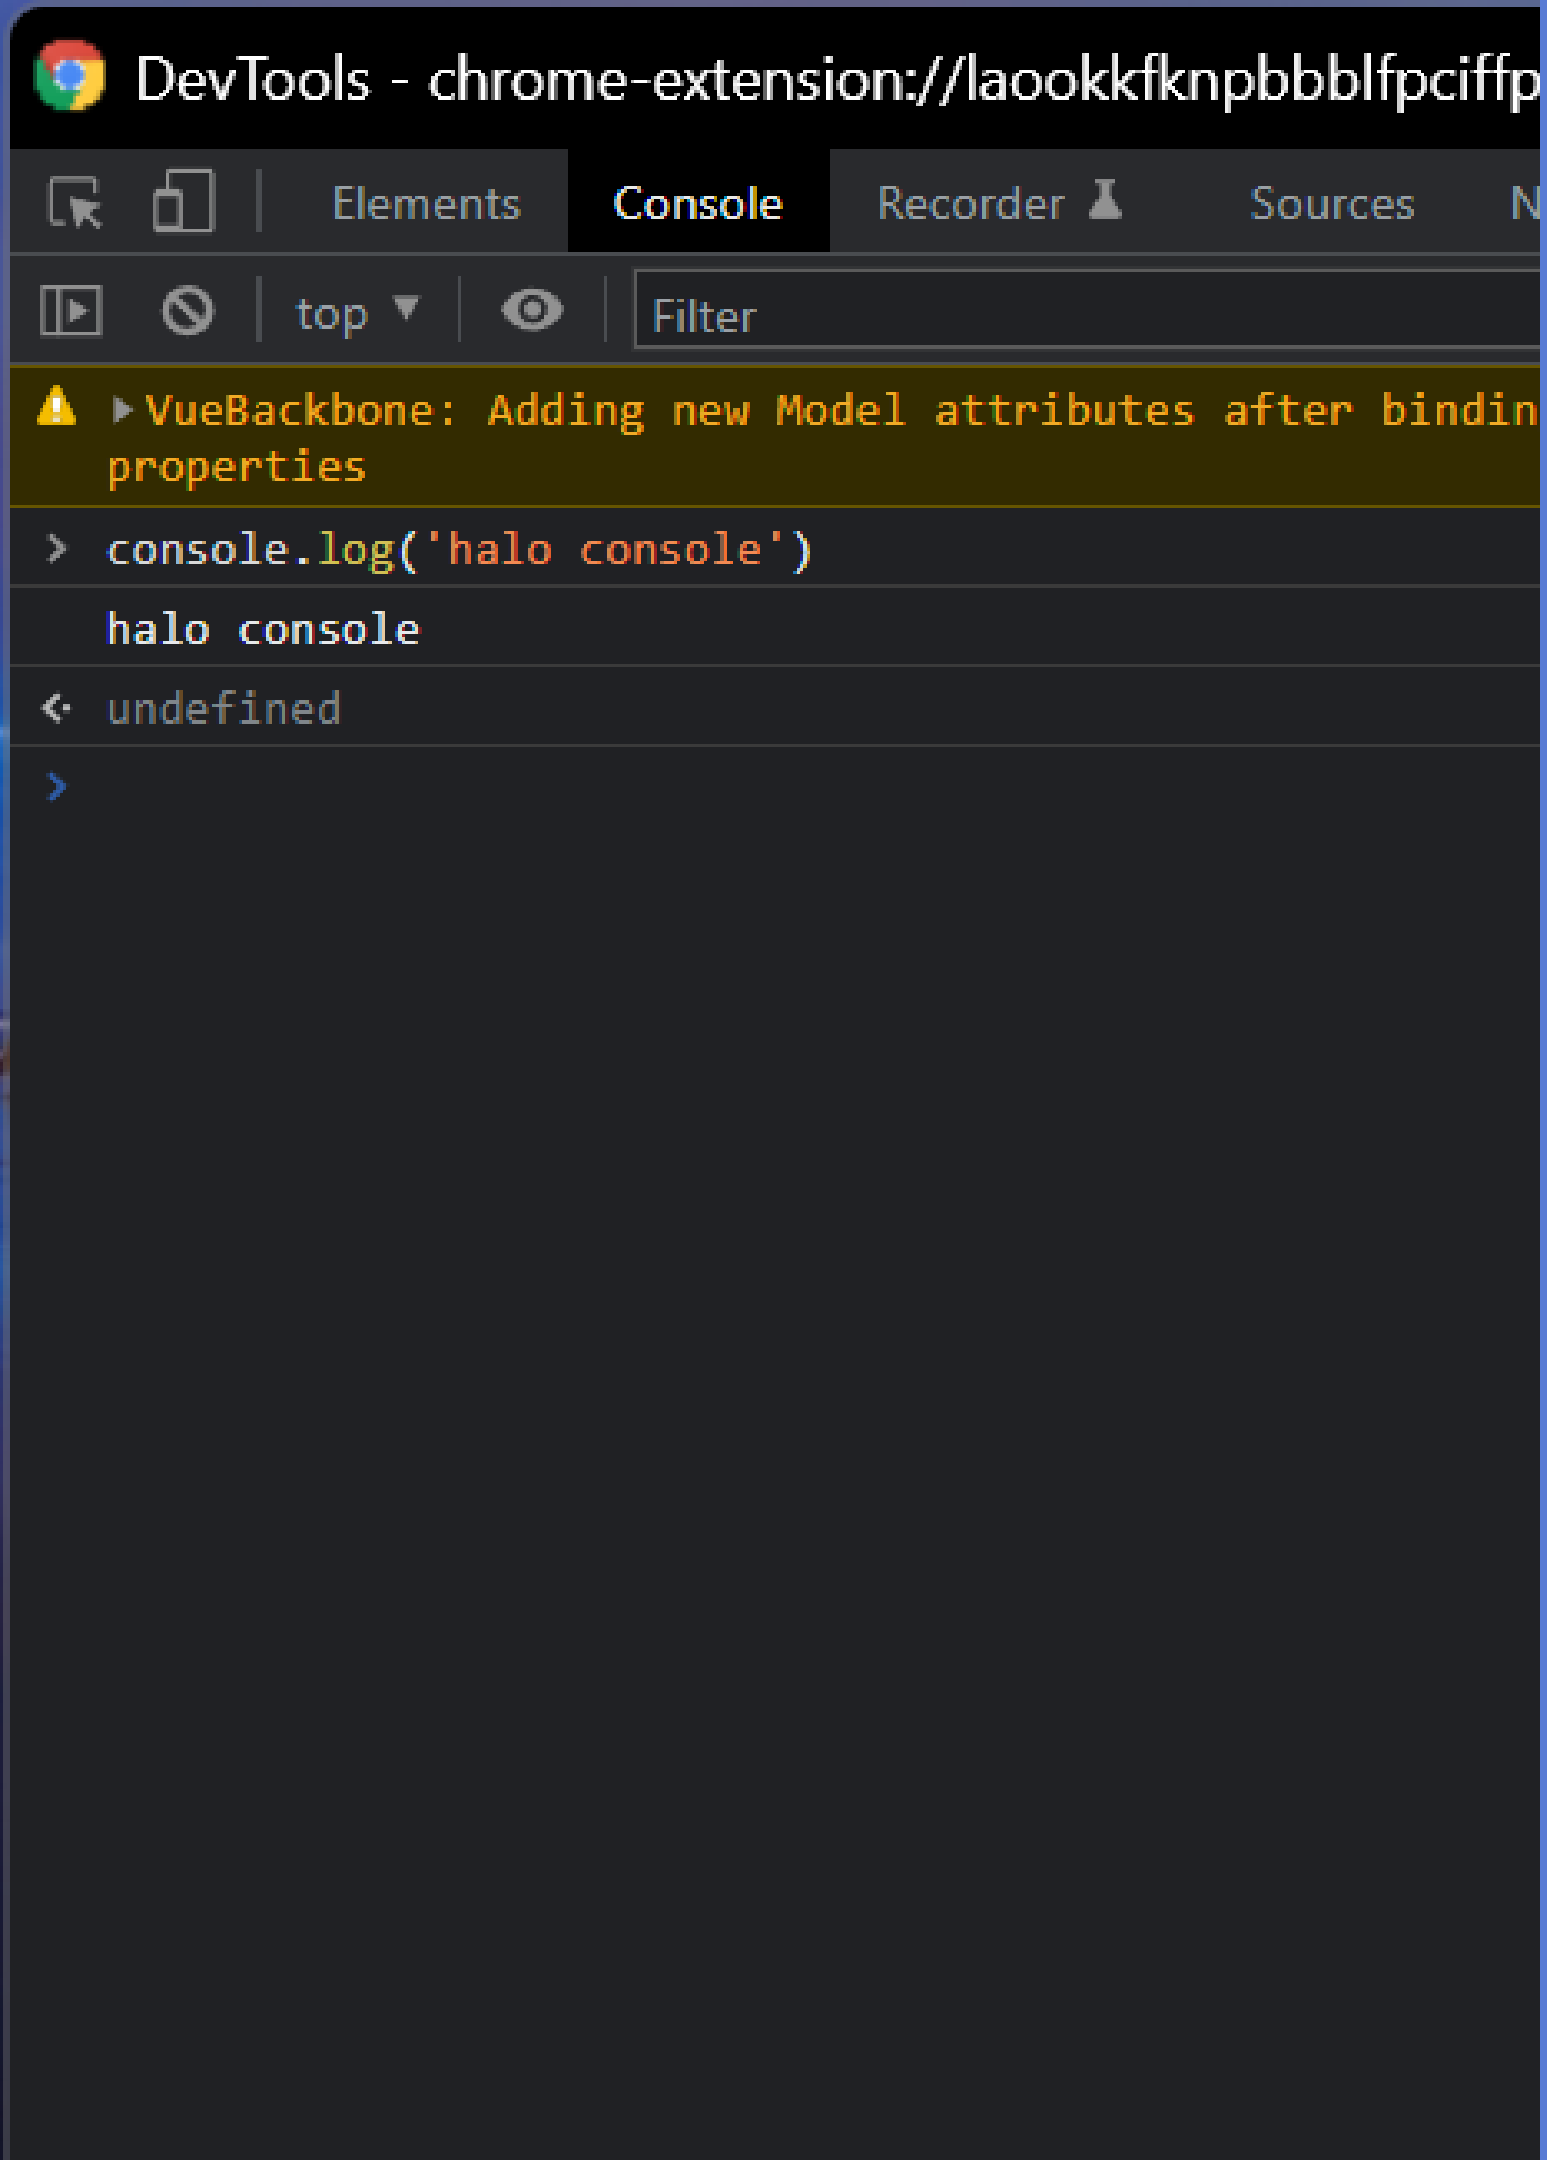 DevTools - chrome-extension://laookkfknpbbblfpciffp
Elements Console Recorder Sources N
top Filter
VueBackbone: Adding new Model attributes after bindin
properties
console.log('halo console')
halo console
undefined